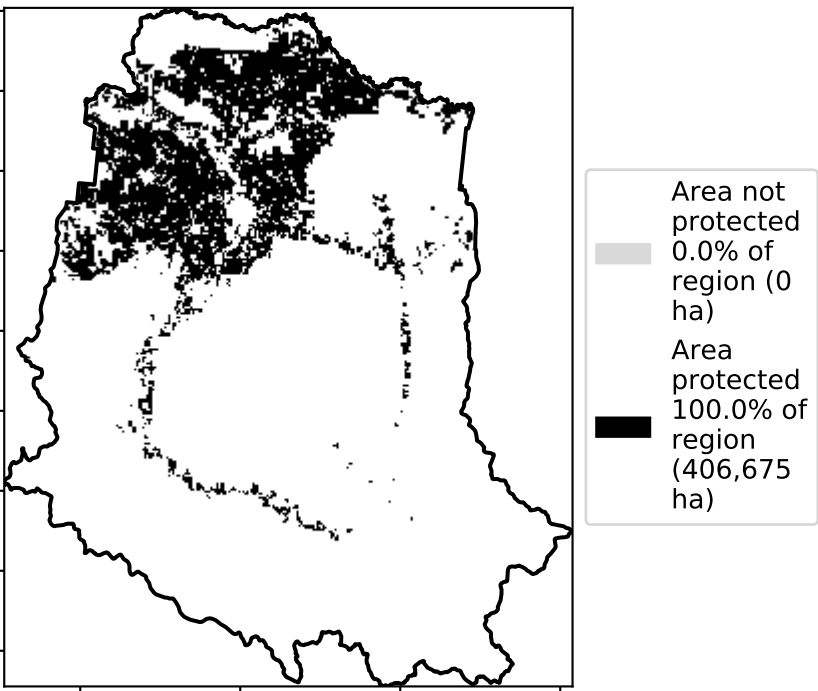 Area not
protected
0.0% of
region (0
ha)
Area
protected
100.0% of
region
(406,675
ha)